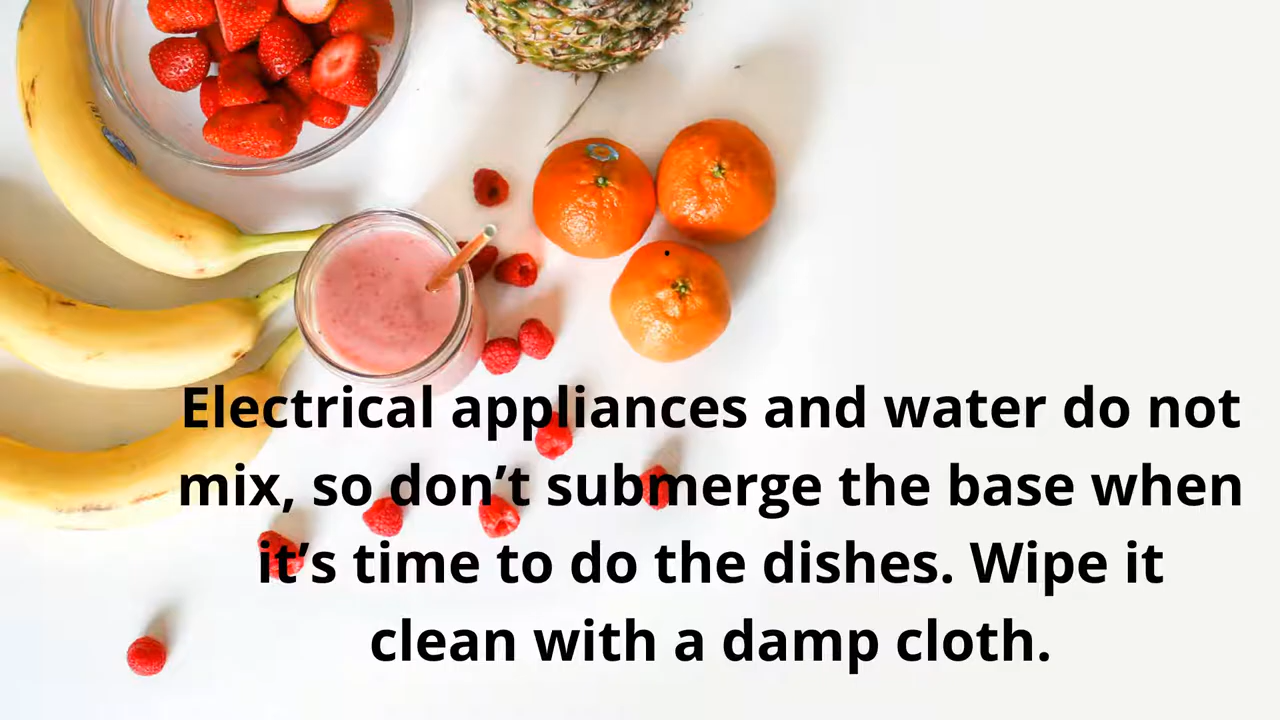 Electrical appliances and water do not
mix, so don’t submerge the base when
it’s time to do the dishes. Wipe it
clean with a damp cloth.